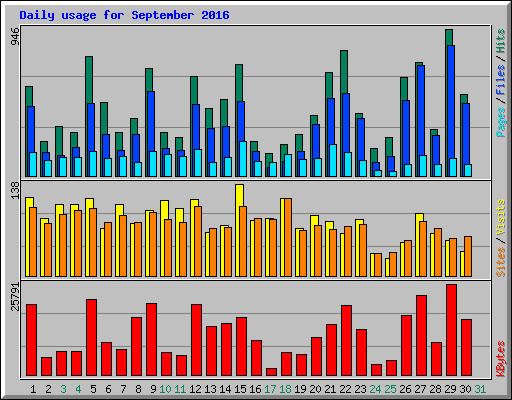 Daily usage for September 2016
946
Pages / Files / Hits
138
Sites / Visits
25791
KBytes
1 2 3 4 5 6 7 8 9 10 11 12 13 14 15 16 17 18 19 20 21 22 23 24 25 26 27 28 29 30 31